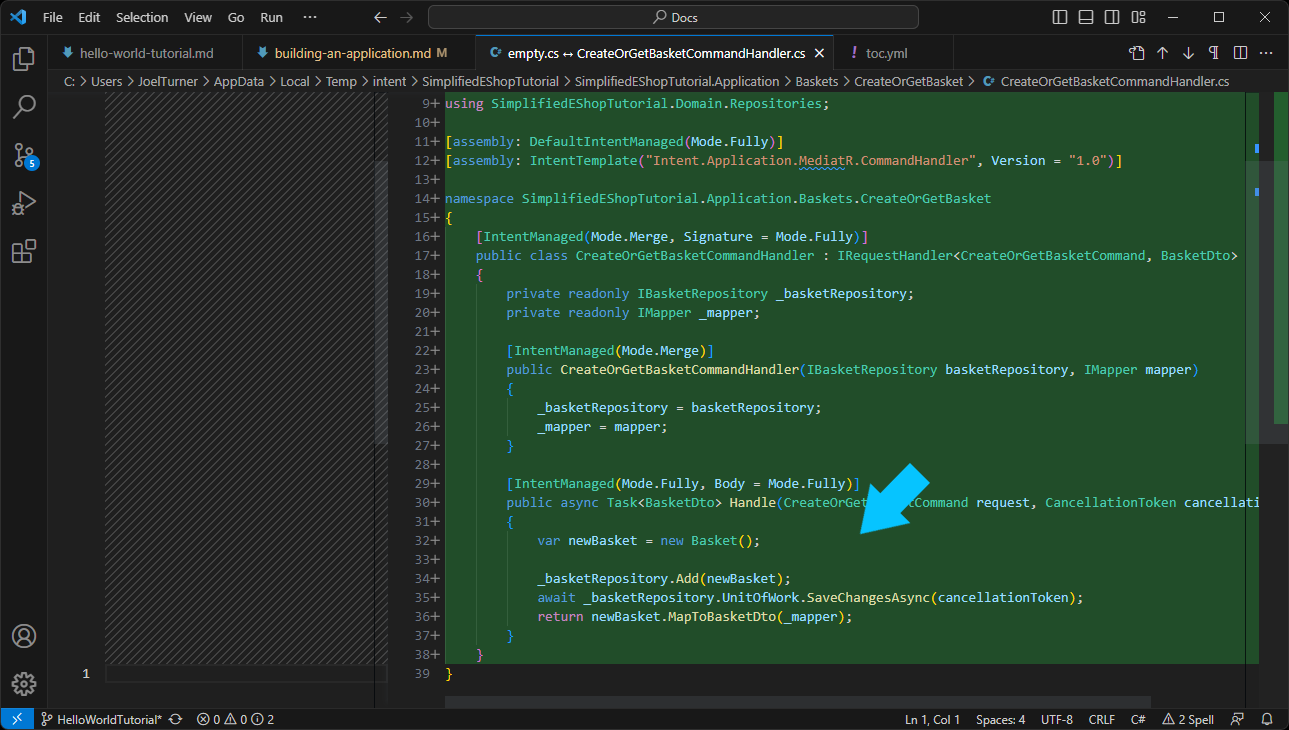 File Edit Selection View Go Run ··· Docs
hello-world-tutorial.md building-an-application.md M empty.cs ↔ CreateOrGetBasketCommandHandler.cs ! toc.yml
C: > Users > JoelTurner > AppData > Local > Temp > intent > SimplifiedEShopTutorial > SimplifiedEShopTutorial.Application > Baskets > CreateOrGetBasket > CreateOrGetBasketCommandHandler.cs
9+ using SimplifiedEShopTutorial.Domain.Repositories;
10+
11+ [assembly: DefaultIntentManaged(Mode.Fully)]
12+ [assembly: IntentTemplate("Intent.Application.MediatR.CommandHandler", Version = "1.0")]
13+
14+ namespace SimplifiedEShopTutorial.Application.Baskets.CreateOrGetBasket
15+ {
16+ [IntentManaged(Mode.Merge, Signature = Mode.Fully)]
17+ public class CreateOrGetBasketCommandHandler : IRequestHandler<CreateOrGetBasketCommand, BasketDto>
18+ {
19+ private readonly IBasketRepository _basketRepository;
20+ private readonly IMapper _mapper;
21+
22+ [IntentManaged(Mode.Merge)]
23+ public CreateOrGetBasketCommandHandler(IBasketRepository basketRepository, IMapper mapper)
24+ {
25+ _basketRepository = basketRepository;
26+ _mapper = mapper;
27+ }
28+
29+ [IntentManaged(Mode.Fully, Body = Mode.Fully)]
30+ public async Task<BasketDto> Handle(CreateOrGet Command request, CancellationToken cancellati
31+ {
32+ var newBasket = new Basket();
33+
34+ _basketRepository.Add(newBasket);
35+ await _basketRepository.UnitOfWork.SaveChangesAsync(cancellationToken);
36+ return newBasket.MapToBasketDto(_mapper);
37+ }
38+ }
1 39 }
5
HelloWorldTutorial* 0 0 2 Ln 1, Col 1 Spaces: 4 UTF-8 CRLF C# 2 Spell